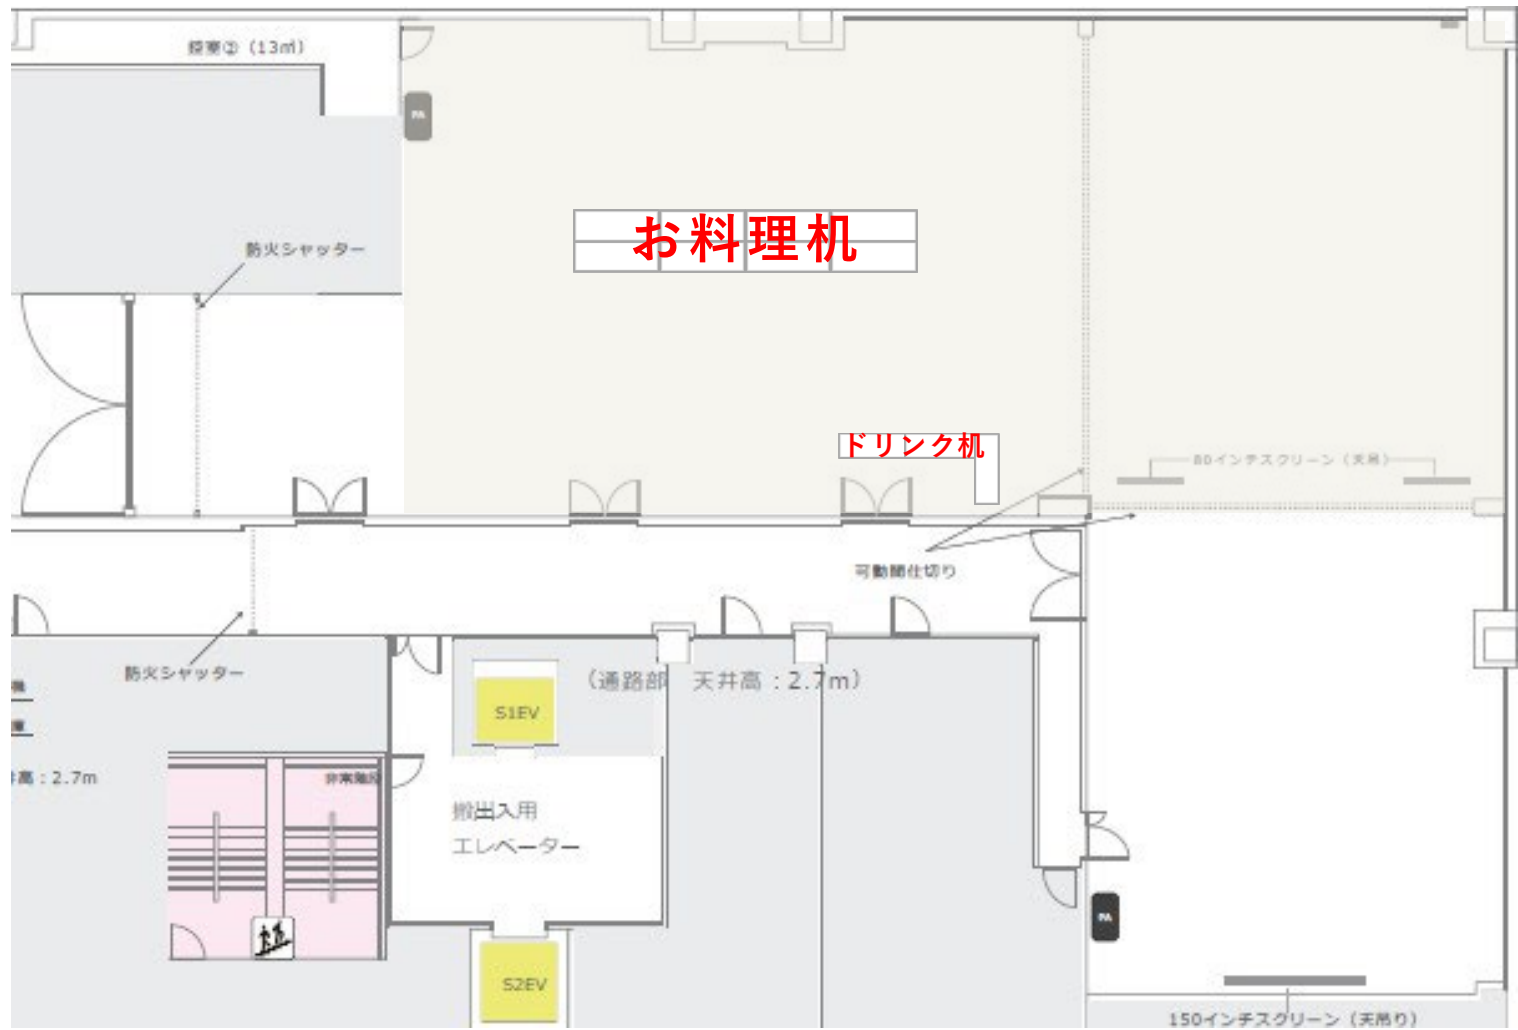 控室②（13㎡）
PA
お料理机
防火シャッター
ドリンク机
80インチスクリーン（天吊）
可動間仕切り
防火シャッター
（通路部　天井高：2.7m）
S1EV
高：2.7m
非常階段
搬出入用
エレベーター
PA
S2EV
150インチスクリーン（天吊り）